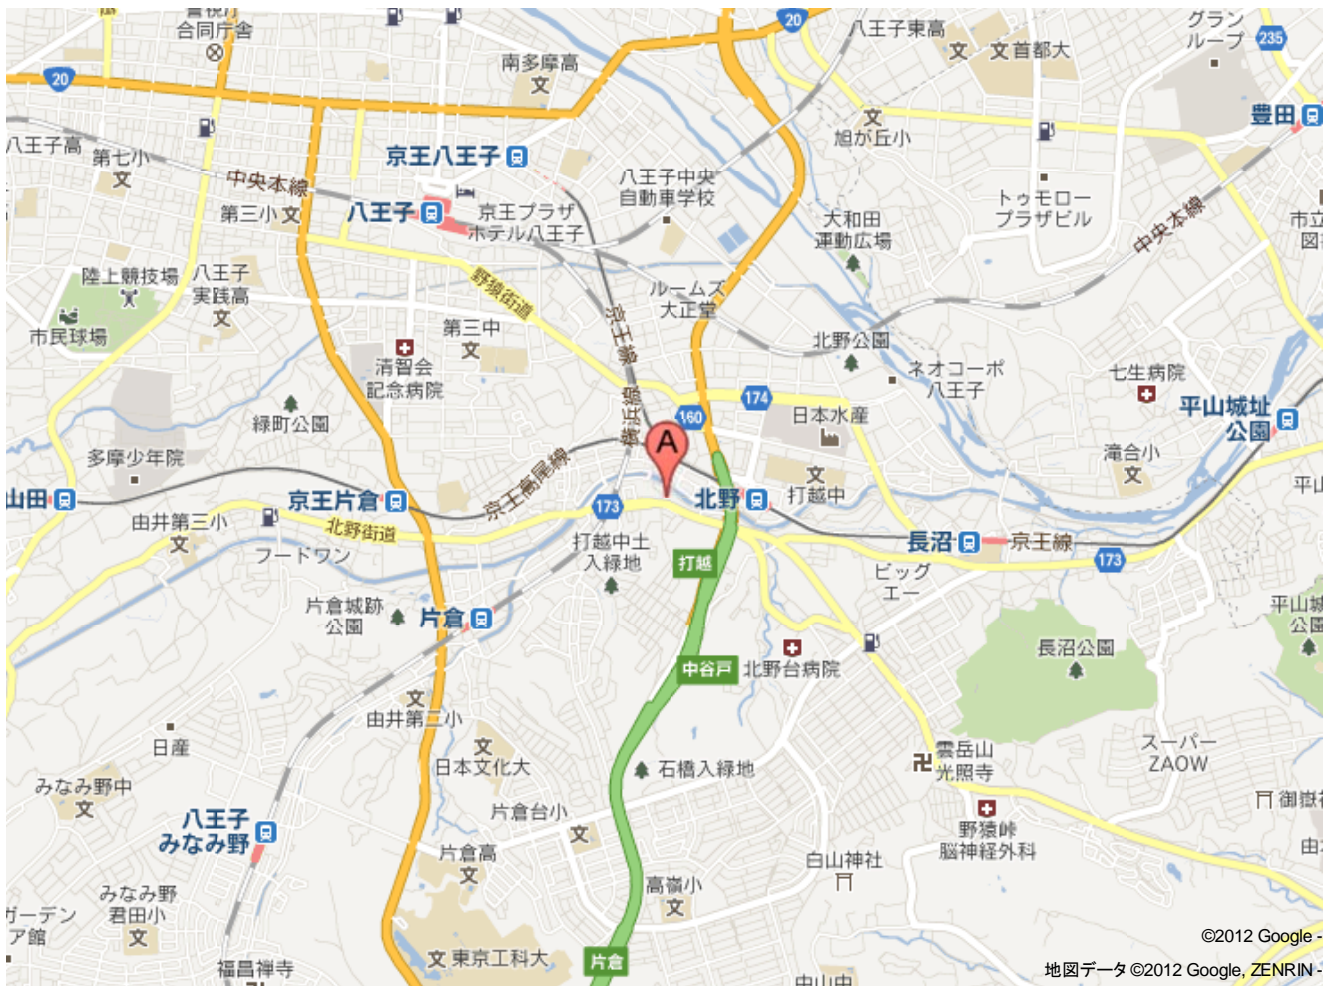 合同庁舎
20
南多摩高
20
八王子東高
首都大
グラン
ループ
235
豊田
旭が丘小
八王子高
第七小
中央本線
京王八王子
八王子
第三小
京王プラザ
ホテル八王子
八王子中央
自動車学校
大和田
運動広場
トゥモロー
プラザビル
中央本線
市立
陸上競技場
八王子
実践高
市民球場
野猿街道
京王線
ルームズ
大正堂
第三中
清智会
記念病院
北野公園
ネオコーポ
八王子
七生病院
平山城址
公園
緑町公園
横浜線
160
174
日本水産
A
多摩少年院
滝合小
山田
京王片倉
京王高尾線
173
北野
打越中
由井第三小
北野街道
フードワン
打越中土
入緑地
打越
長沼
京王線
ビッグ
エー
173
片倉城跡
公園
片倉
中谷戸
北野台病院
長沼公園
平山城
公園
由井第二小
日産
日本文化大
石橋入緑地
雲岳山
光照寺
スーパー
ZAOW
みなみ野中
片倉台小
八王子
みなみ野
野猿峠
脳神経外科
片倉高
白山神社
高嶺小
みなみ野
君田小
ガーデン
ア館
福昌禅寺
東京工科大
片倉
中山中
©2012 Google -
地図データ ©2012 Google, ZENRIN -